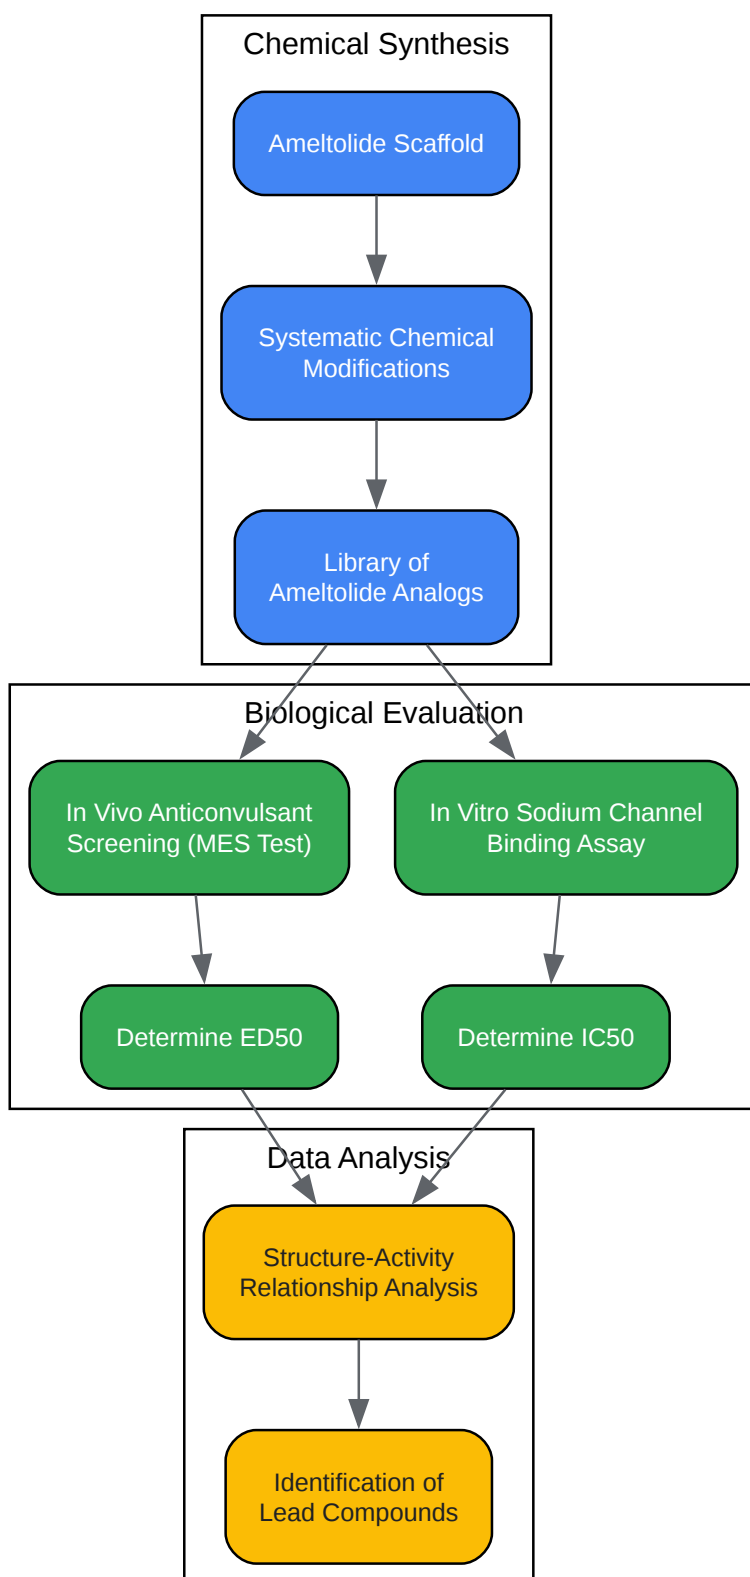 Chemical Synthesis
Ameltolide Scaffold
Systematic Chemical
Modifications
Library of
Ameltolide Analogs
Biological Evaluation
In Vivo Anticonvulsant
Screening (MES Test)
In Vitro Sodium Channel
Binding Assay
Determine ED50
Determine IC50
Data Analysis
Structure-Activity
Relationship Analysis
Identification of
Lead Compounds